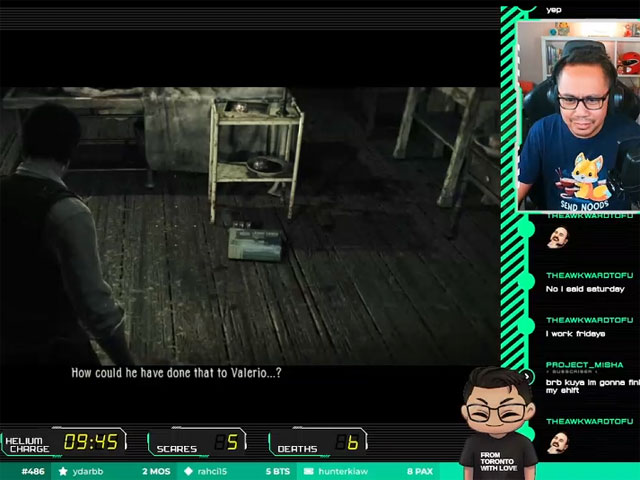 yep
SEND NOODS
THEAWKWARDTOFU
THEAWKWARDTOFU
No I said saturday
THEAWKWARDTOFU
I work fridays
PROJECT_MISHA
SUBSCRIBER
brb kuya im gonna fini
my shift
THEAWKWARDTOFU
How could he have done that to Valerio...?
HELIUM
CHARGE
09:45
SCARES
5
DEATHS
6
FROM
TORONTO
WITH LOVE
#486
ydarbb
2 MOS
rahci15
5 BTS
hunterkiaw
8 PAX